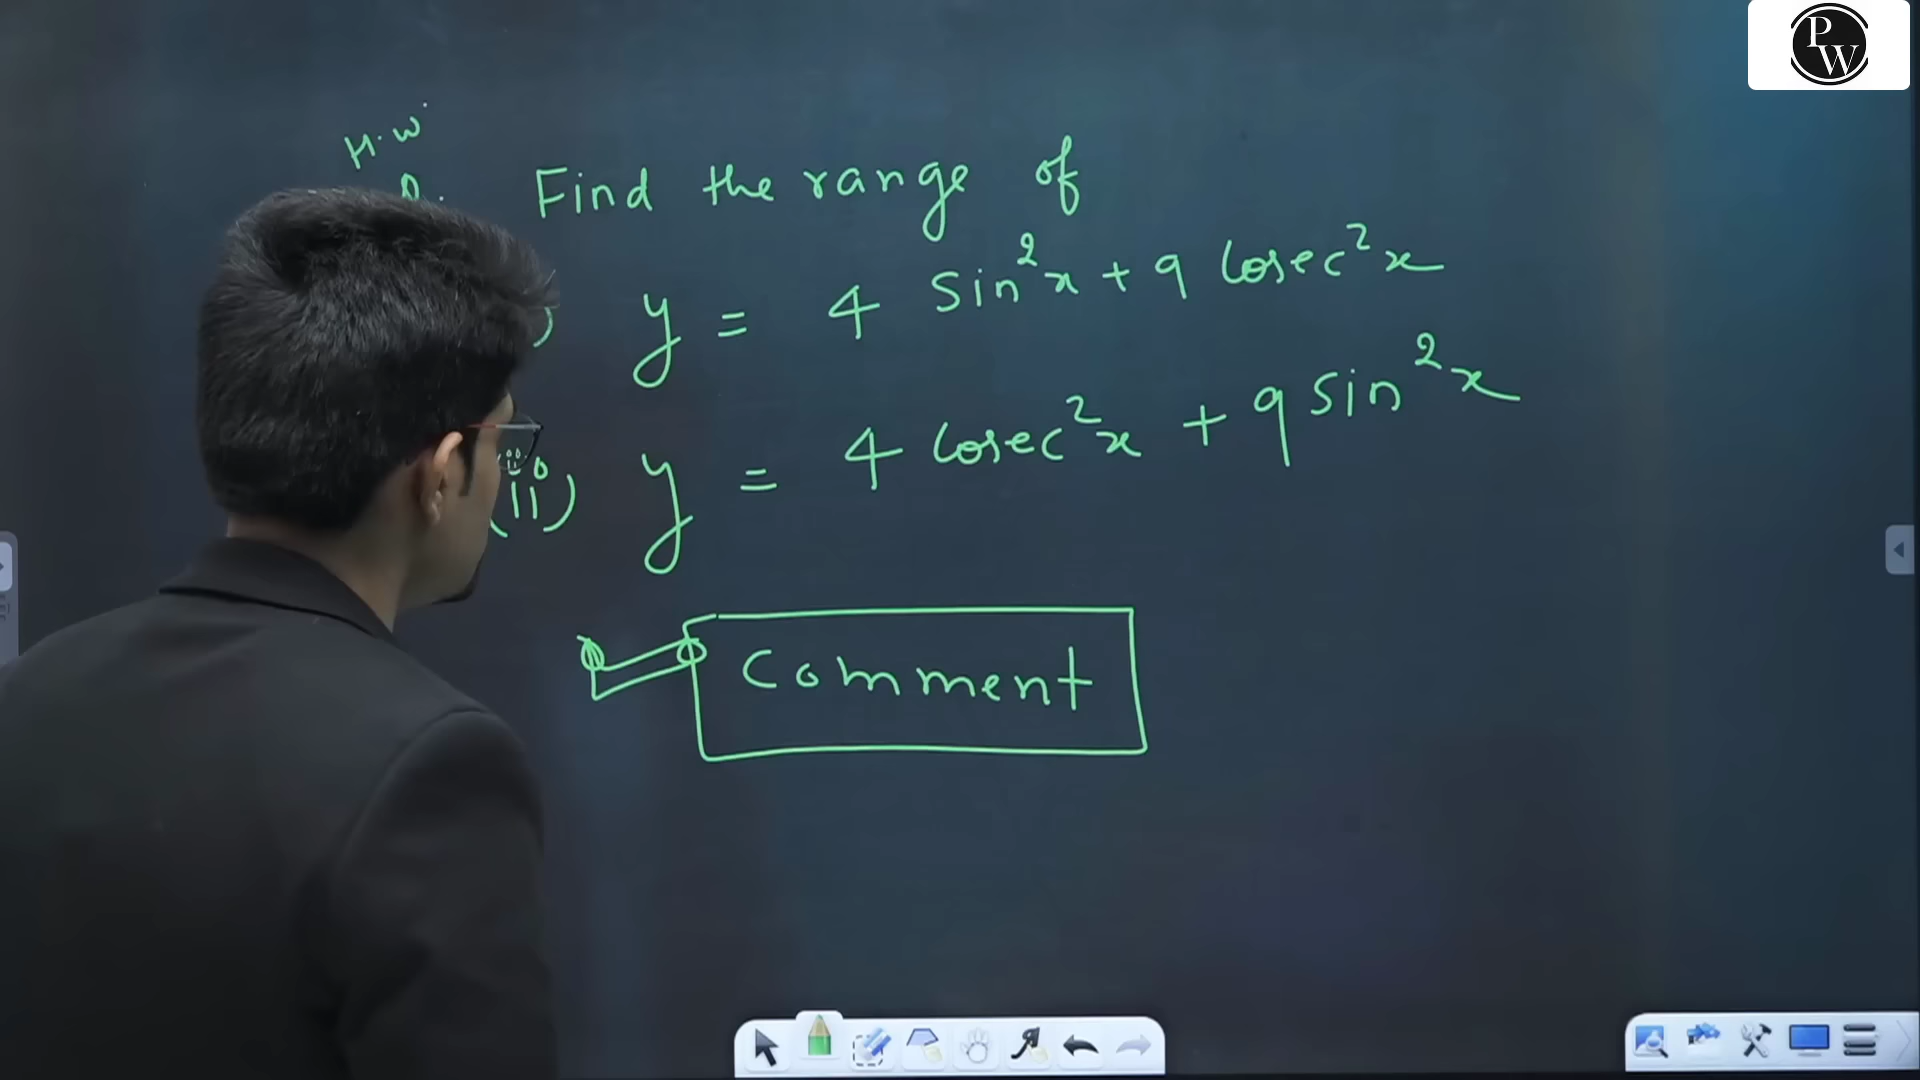 PW
H.W
Find the range of
) y = 4 sin²x + 9 cosec²x
(ii) y = 4 cosec²x + 9 sin²x
Comment